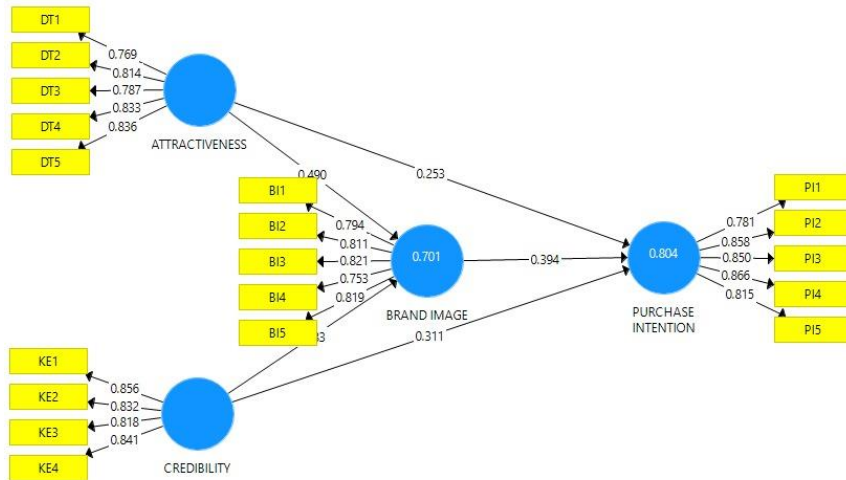 DT1
DT2
DT3
DT4
DT5
0.769
0.814
0.787
0.833
0.836
ATTRACTIVENESS
0.490
0.253
BI1
BI2
BI3
BI4
BI5
0.794
0.811
0.821
0.753
0.819
0.701
BRAND IMAGE
0.394
0.804
PURCHASE
INTENTION
PI1
PI2
PI3
PI4
PI5
0.781
0.858
0.850
0.866
0.815
0.311
KE1
KE2
KE3
KE4
0.856
0.832
0.818
0.841
CREDIBILITY